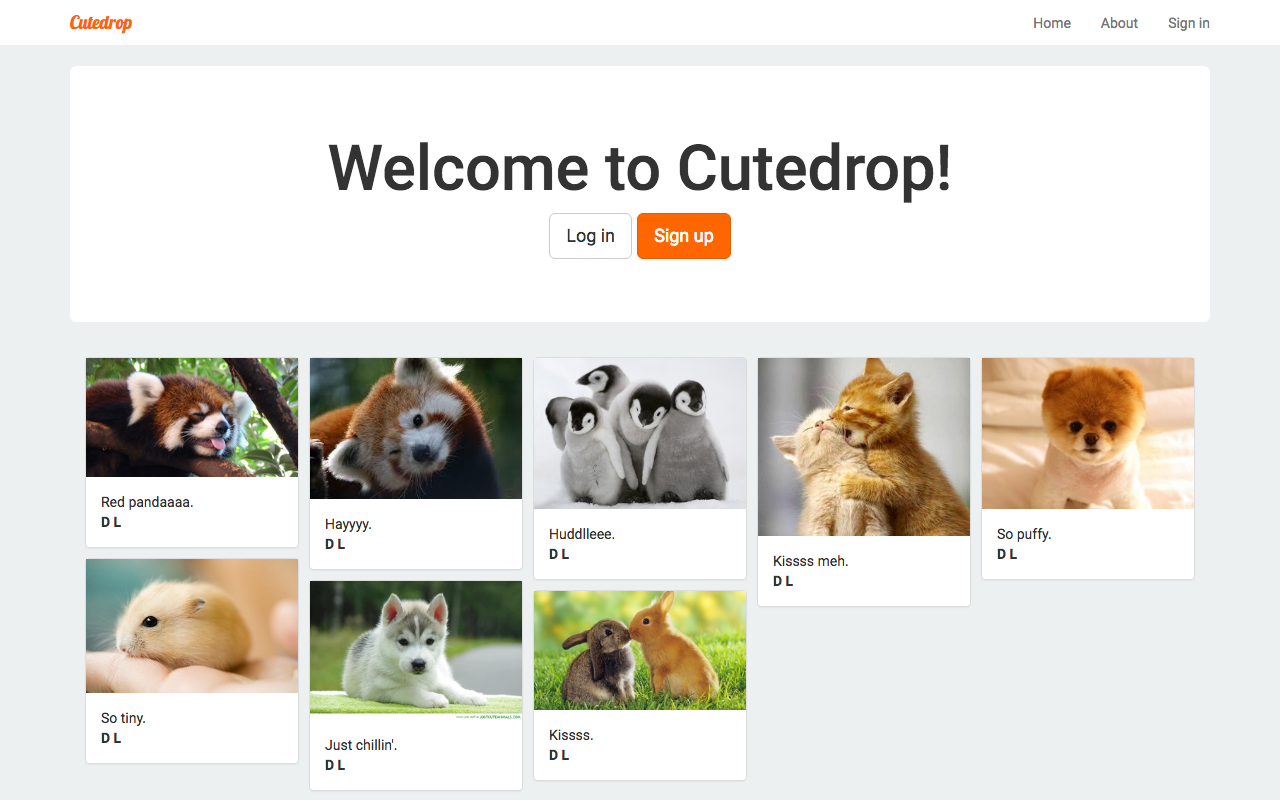 Cutedrop
Home
About
Sign in
Welcome to Cutedrop!
Log in
Sign up
Red pandaaaa.
D L
Hayyyy.
D L
Huddlleee.
D L
Kissss meh.
D L
So puffy.
D L
So tiny.
D L
Just chillin'.
D L
Kissss.
D L